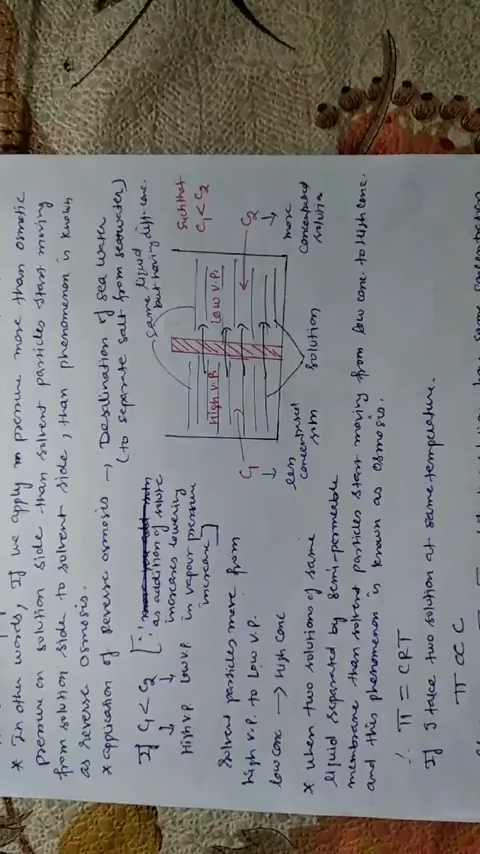 * In other words, If we apply pressure more than osmotic
pressure on solution side than solvent particles start moving
from solution side to solvent side, than phenomenon is known
as reverse osmosis.
* application of reverse osmosis → Desalination of sea water
(to separate salt from seawater)
If C₁ < C₂
↓ ↓
High V.P. Low V.P.
[∵
as addition of solute
increases lowering
in vapour pressure
increase]
Solvent particles move from
high V.P. to low V.P.
low conc → high conc
same liquid
but having diff conc.
such that
C₁ < C₂
High V.P.
Low V.P.
C₁
↓
less
concentrated
soln
solution
C₂
↓
more
concentrated
solution
* when two solutions of same
liquid separated by semi-permeable
membrane than solvent particles start moving from low conc to high conc.
and this phenomenon is known as osmosis.
∴ π = CRT
If I take two solution at same temperature.
π ∝ C
same concentration